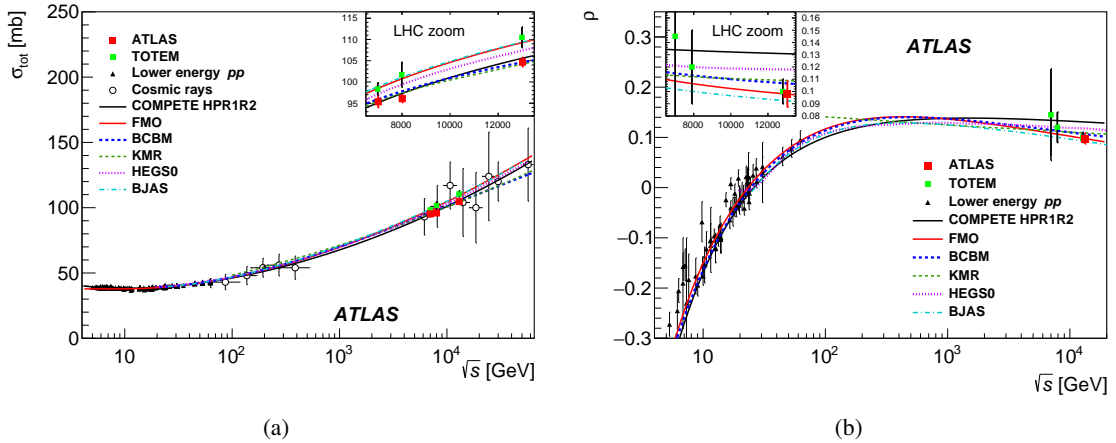 σtot [mb]
250
200
150
100
50
0
ATLAS
TOTEM
Lower energy pp
Cosmic rays
COMPETE HPR1R2
FMO
BCBM
KMR
HEGS0
BJAS
115
110
105
100
95
LHC zoom
8000 10000 12000
ATLAS
10 10² 10³ 10⁴
√s [GeV]
(a)
ρ
0.3
0.2
0.1
0
−0.1
−0.2
−0.3
LHC zoom
0.16
0.15
0.14
0.13
0.12
0.11
0.1
0.09
0.08
8000 10000 12000
ATLAS
ATLAS
TOTEM
Lower energy pp
COMPETE HPR1R2
FMO
BCBM
KMR
HEGS0
BJAS
10 10² 10³ 10⁴
√s [GeV]
(b)